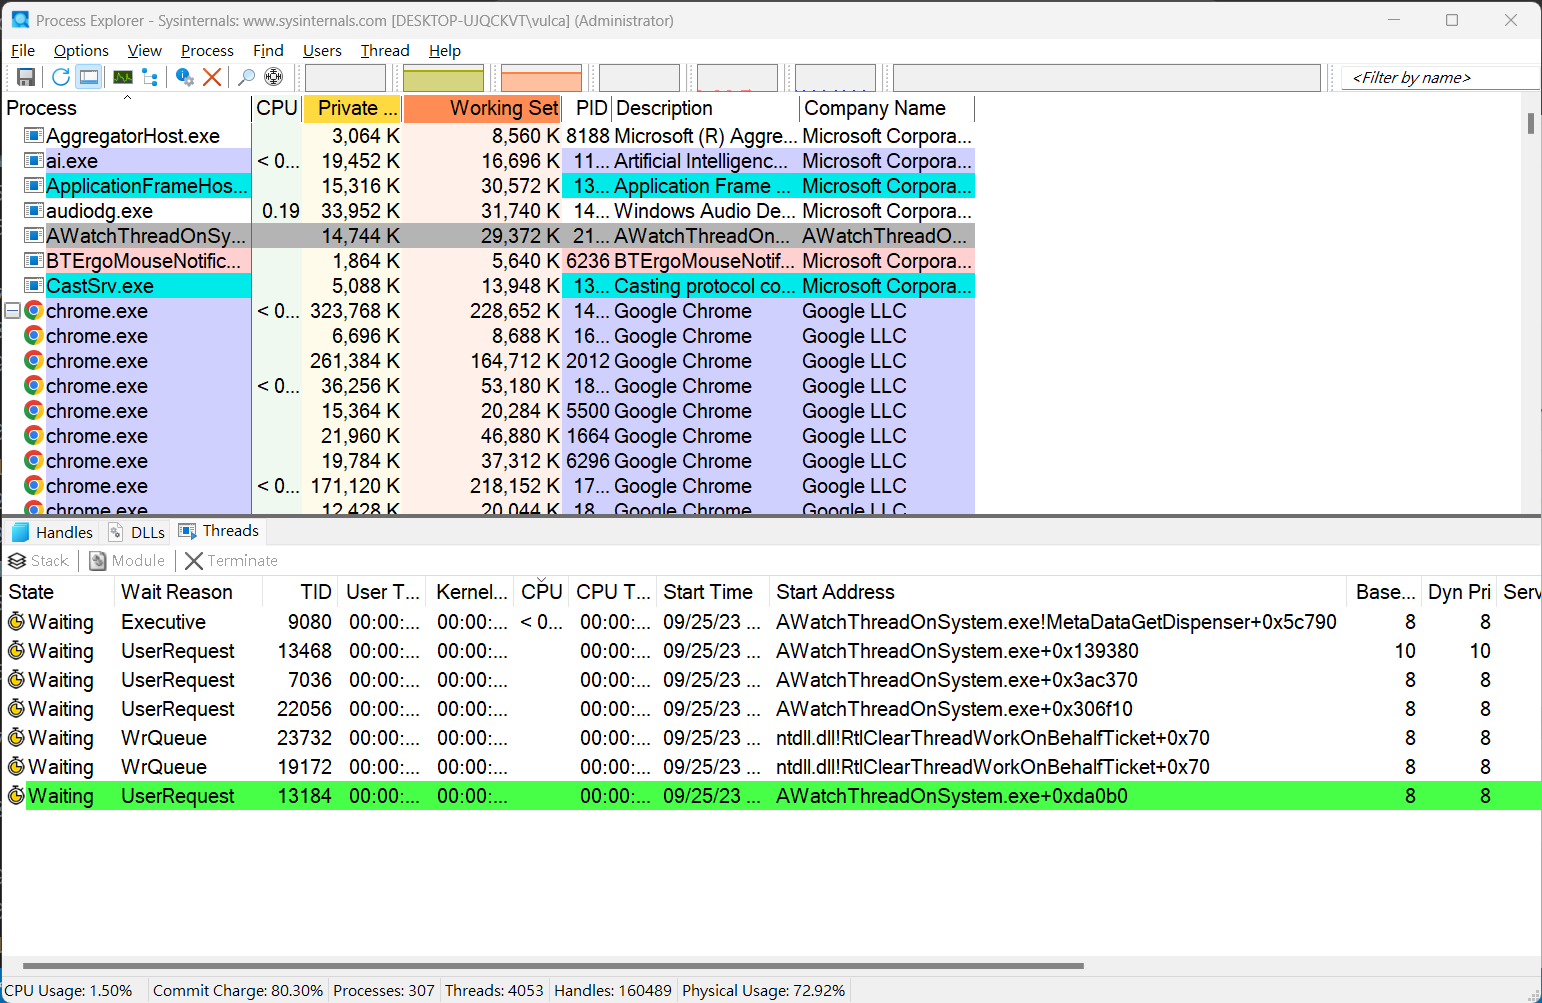 Process Explorer - Sysinternals: www.sysinternals.com [DESKTOP-UJQCKVT\vulca] (Administrator)
File Options View Process Find Users Thread Help
<Filter by name>
Process CPU Private ... Working Set PID Description Company Name
AggregatorHost.exe 3,064 K 8,560 K 8188 Microsoft (R) Aggre... Microsoft Corpora...
ai.exe < 0... 19,452 K 16,696 K 11... Artificial Intelligenc... Microsoft Corpora...
ApplicationFrameHos... 15,316 K 30,572 K 13... Application Frame ... Microsoft Corpora...
audiodg.exe 0.19 33,952 K 31,740 K 14... Windows Audio De... Microsoft Corpora...
AWatchThreadOnSy... 14,744 K 29,372 K 21... AWatchThreadOn... AWatchThreadO...
BTErgoMouseNotific... 1,864 K 5,640 K 6236 BTErgoMouseNotif... Microsoft Corpora...
CastSrv.exe 5,088 K 13,948 K 13... Casting protocol co... Microsoft Corpora...
chrome.exe < 0... 323,768 K 228,652 K 14... Google Chrome Google LLC
chrome.exe 6,696 K 8,688 K 16... Google Chrome Google LLC
chrome.exe 261,384 K 164,712 K 2012 Google Chrome Google LLC
chrome.exe < 0... 36,256 K 53,180 K 18... Google Chrome Google LLC
chrome.exe 15,364 K 20,284 K 5500 Google Chrome Google LLC
chrome.exe 21,960 K 46,880 K 1664 Google Chrome Google LLC
chrome.exe 19,784 K 37,312 K 6296 Google Chrome Google LLC
chrome.exe < 0... 171,120 K 218,152 K 17... Google Chrome Google LLC
chrome.exe 12,428 K 20,044 K 18... Google Chrome Google LLC
Handles DLLs Threads
Stack Module Terminate
State Wait Reason TID User T... Kernel... CPU CPU T... Start Time Start Address Base... Dyn Pri Serv
Waiting Executive 9080 00:00:... 00:00:... < 0... 00:00:... 09/25/23 ... AWatchThreadOnSystem.exe!MetaDataGetDispenser+0x5c790 8 8
Waiting UserRequest 13468 00:00:... 00:00:... 00:00:... 09/25/23 ... AWatchThreadOnSystem.exe+0x139380 10 10
Waiting UserRequest 7036 00:00:... 00:00:... 00:00:... 09/25/23 ... AWatchThreadOnSystem.exe+0x3ac370 8 8
Waiting UserRequest 22056 00:00:... 00:00:... 00:00:... 09/25/23 ... AWatchThreadOnSystem.exe+0x306f10 8 8
Waiting WrQueue 23732 00:00:... 00:00:... 00:00:... 09/25/23 ... ntdll.dll!RtlClearThreadWorkOnBehalfTicket+0x70 8 8
Waiting WrQueue 19172 00:00:... 00:00:... 00:00:... 09/25/23 ... ntdll.dll!RtlClearThreadWorkOnBehalfTicket+0x70 8 8
Waiting UserRequest 13184 00:00:... 00:00:... 00:00:... 09/25/23 ... AWatchThreadOnSystem.exe+0xda0b0 8 8
CPU Usage: 1.50% Commit Charge: 80.30% Processes: 307 Threads: 4053 Handles: 160489 Physical Usage: 72.92%